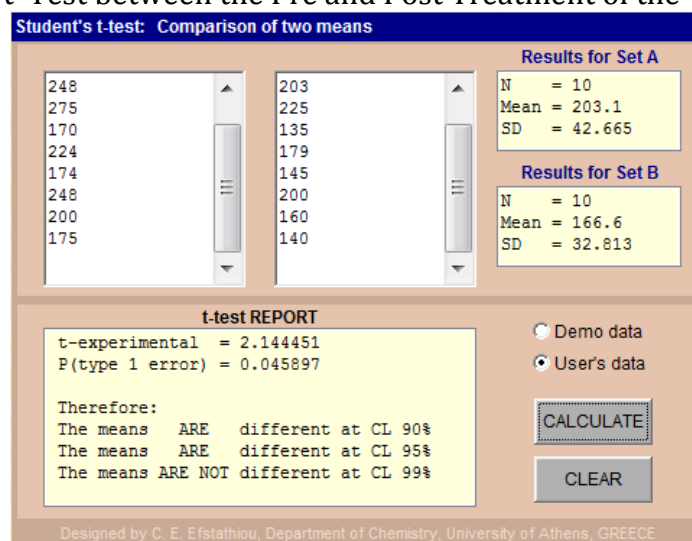 t-Test between the Pre and Post Treatment of the
Student's t-test: Comparison of two means
248
275
170
224
174
248
200
175
203
225
135
179
145
200
160
140
Results for Set A
N = 10
Mean = 203.1
SD = 42.665
Results for Set B
N = 10
Mean = 166.6
SD = 32.813
t-test REPORT
t-experimental = 2.144451
P(type 1 error) = 0.045897
Therefore:
The means ARE different at CL 90%
The means ARE different at CL 95%
The means ARE NOT different at CL 99%
Demo data
User's data
CALCULATE
CLEAR
Designed by C. E. Efstathiou, Department of Chemistry, University of Athens, GREECE